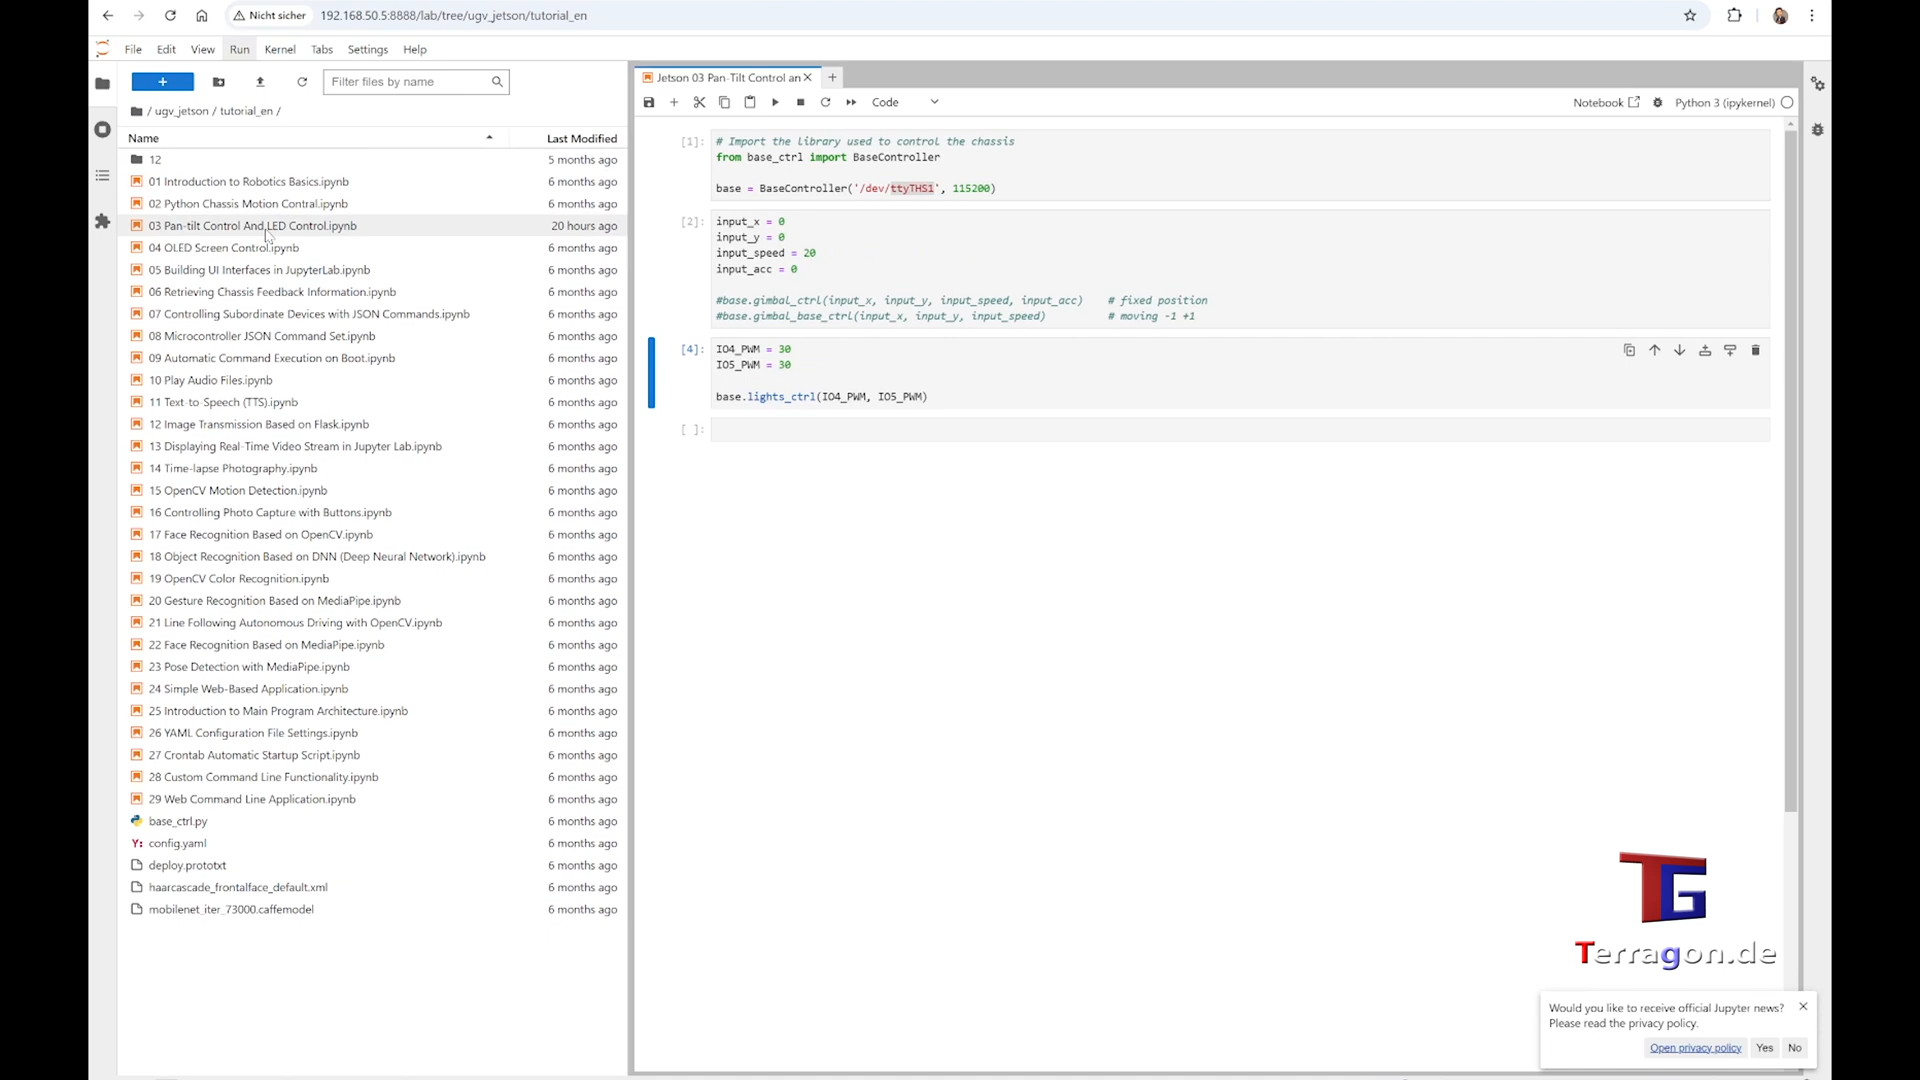 Nicht sicher
192.168.50.5:8888/lab/tree/ugv_jetson/tutorial_en
File Edit View Run Kernel Tabs Settings Help
Filter files by name
/ ugv_jetson / tutorial_en /
Name Last Modified
12 5 months ago
01 Introduction to Robotics Basics.ipynb 6 months ago
02 Python Chassis Motion Contral.ipynb 6 months ago
03 Pan-tilt Control And LED Control.ipynb 20 hours ago
04 OLED Screen Control.ipynb 6 months ago
05 Building UI Interfaces in JupyterLab.ipynb 6 months ago
06 Retrieving Chassis Feedback Information.ipynb 6 months ago
07 Controlling Subordinate Devices with JSON Commands.ipynb 6 months ago
08 Microcontroller JSON Command Set.ipynb 6 months ago
09 Automatic Command Execution on Boot.ipynb 6 months ago
10 Play Audio Files.ipynb 6 months ago
11 Text-to-Speech (TTS).ipynb 6 months ago
12 Image Transmission Based on Flask.ipynb 6 months ago
13 Displaying Real-Time Video Stream in Jupyter Lab.ipynb 6 months ago
14 Time-lapse Photography.ipynb 6 months ago
15 OpenCV Motion Detection.ipynb 6 months ago
16 Controlling Photo Capture with Buttons.ipynb 6 months ago
17 Face Recognition Based on OpenCV.ipynb 6 months ago
18 Object Recognition Based on DNN (Deep Neural Network).ipynb 6 months ago
19 OpenCV Color Recognition.ipynb 6 months ago
20 Gesture Recognition Based on MediaPipe.ipynb 6 months ago
21 Line Following Autonomous Driving with OpenCV.ipynb 6 months ago
22 Face Recognition Based on MediaPipe.ipynb 6 months ago
23 Pose Detection with MediaPipe.ipynb 6 months ago
24 Simple Web-Based Application.ipynb 6 months ago
25 Introduction to Main Program Architecture.ipynb 6 months ago
26 YAML Configuration File Settings.ipynb 6 months ago
27 Crontab Automatic Startup Script.ipynb 6 months ago
28 Custom Command Line Functionality.ipynb 6 months ago
29 Web Command Line Application.ipynb 6 months ago
base_ctrl.py 6 months ago
Y: config.yaml 6 months ago
deploy.prototxt 6 months ago
haarcascade_frontalface_default.xml 6 months ago
mobilenet_iter_73000.caffemodel 6 months ago
Jetson 03 Pan-Tilt Control an
Code Notebook Python 3 (ipykernel)
[1]: # Import the library used to control the chassis
from base_ctrl import BaseController
base = BaseController('/dev/ttyTHS1', 115200)
[2]: input_x = 0
input_y = 0
input_speed = 20
input_acc = 0
#base.gimbal_ctrl(input_x, input_y, input_speed, input_acc) # fixed position
#base.gimbal_base_ctrl(input_x, input_y, input_speed) # moving -1 +1
[4]: IO4_PWM = 30
IO5_PWM = 30
base.lights_ctrl(IO4_PWM, IO5_PWM)
[ ]:
TG
Terragon.de
Would you like to receive official Jupyter news?
Please read the privacy policy.
Open privacy policy Yes No